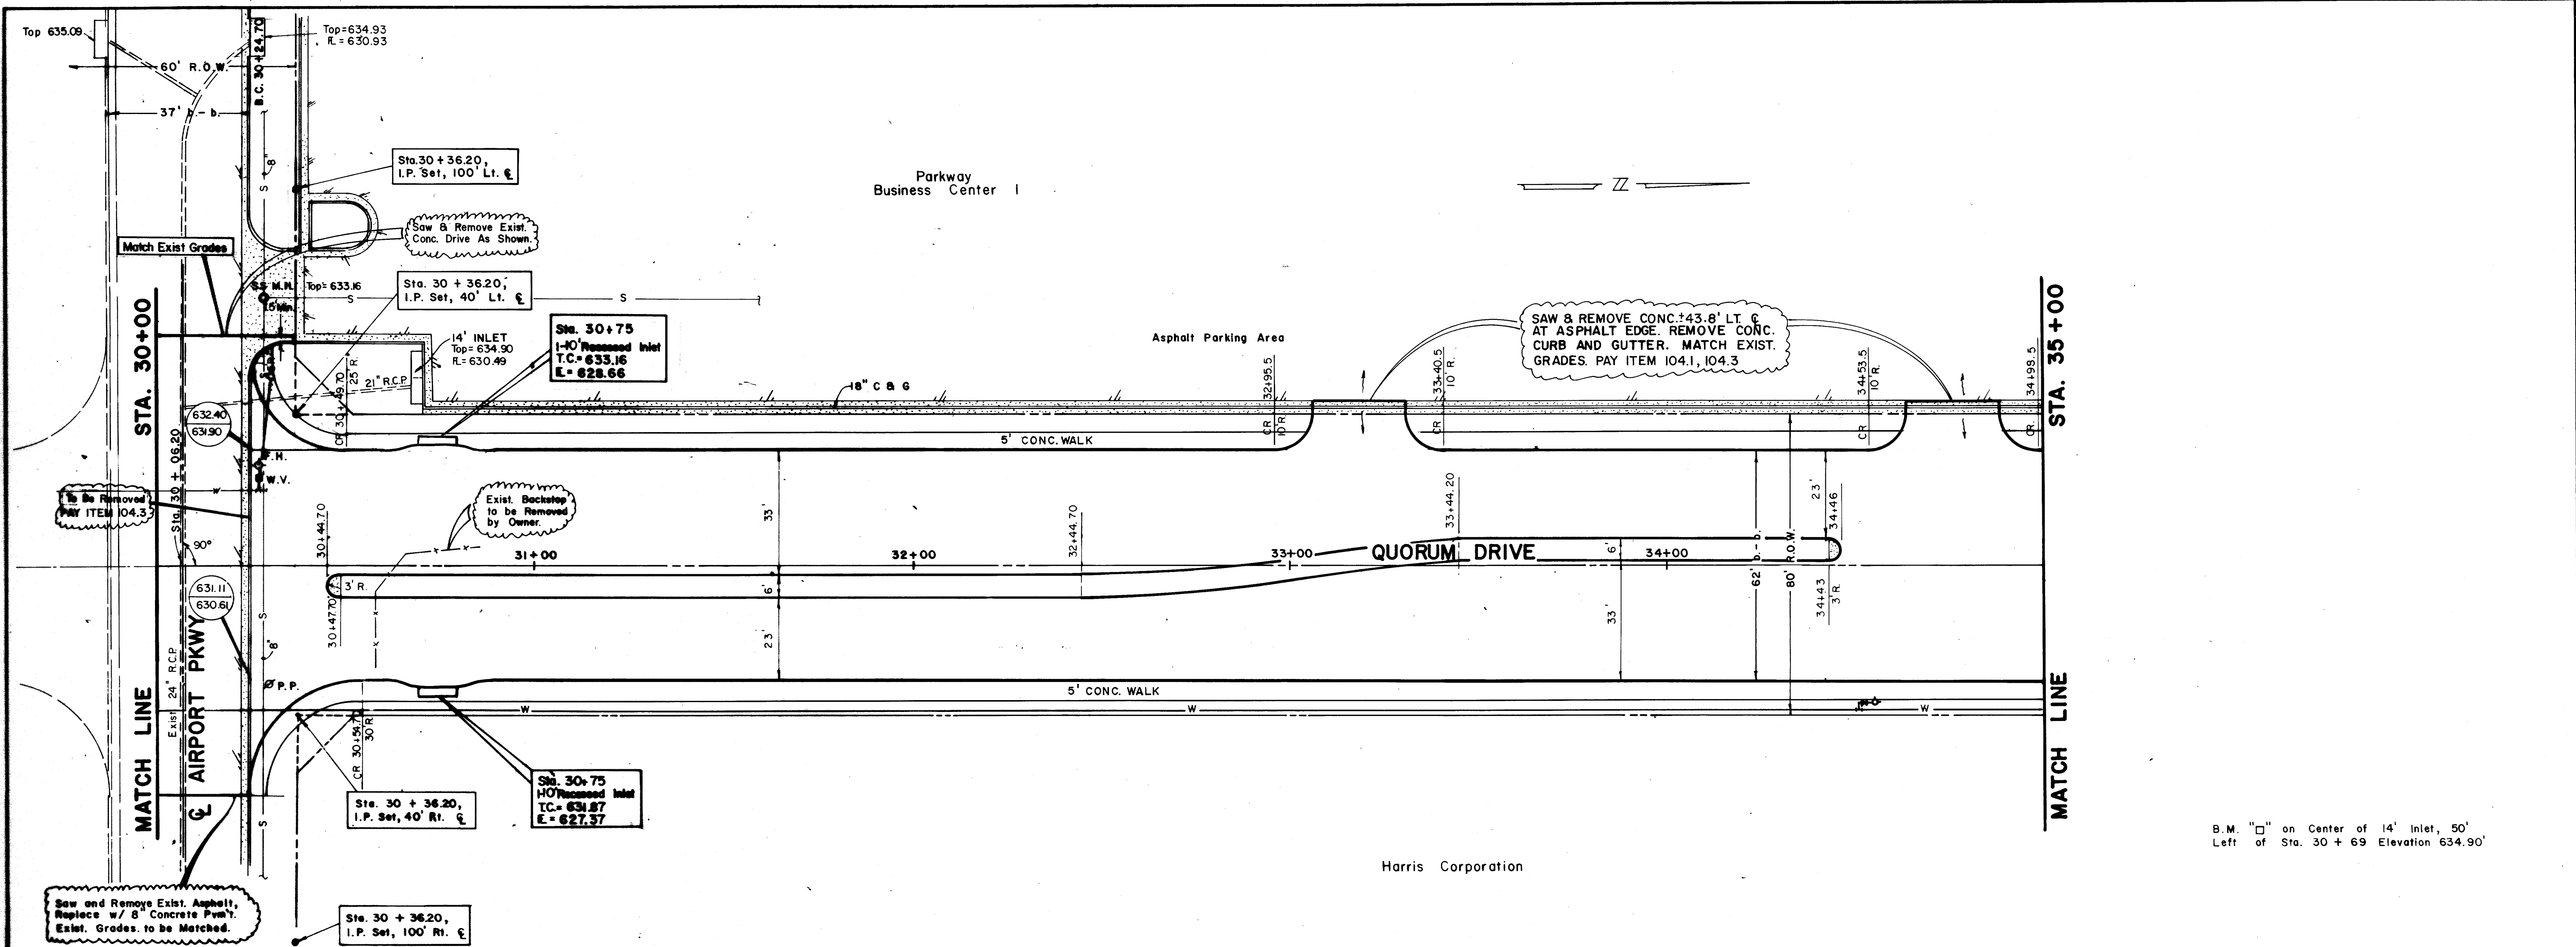 Top 635.09
Top=634.93
FL = 630.93
60' R.O.W.
B.C. 30+24.70
37' b.-b.
8"
S
Sta. 30 + 36.20,
I.P. Set, 100' Lt. ℄
Parkway
Business Center I
Saw & Remove Exist.
Conc. Drive As Shown.
Match Exist Grades
SS M.H. Top= 633.16
S
S
Sta. 30 + 36.20,
I.P. Set, 40' Lt. ℄
14' INLET
Top= 634.90
FL= 630.49
Sta. 30+75
1-10' Recessed Inlet
T.C.= 633.16
FL= 628.66
Asphalt Parking Area
SAW & REMOVE CONC.±43.8' LT. ℄
AT ASPHALT EDGE. REMOVE CONC.
CURB AND GUTTER. MATCH EXIST.
GRADES. PAY ITEM 104.1, 104.3
STA. 30+00
STA. 35+00
21" R.C.P.
CR 30+49.70
25' R.
18" C & G
CR 32+95.5
10' R.
CR 33+40.5
10' R.
CR 34+53.5
10' R.
CR 34+98.5
632.40
631.90
5' CONC. WALK
F.H.
W.V.
W
To Be Removed
PAY ITEM 104.3
Sta. 30 + 06.20
90°
Exist. Backstop
to be Removed
by Owner.
30+44.70
31+00
32+00
32+44.70
33+00
33+44.20
QUORUM DRIVE
34+00
34+46
33'
23'
6'
62' b.-b.
80' R.O.W.
3' R.
30+47.70
6'
23'
33'
34+43
3' R.
631.11
630.61
S
8"
P.P.
Exist. 24" R.C.P.
℄ AIRPORT PKWY
MATCH LINE
MATCH LINE
5' CONC. WALK
W
W
W
CR 30+54.7
30' R.
Sta. 30+75
1-10' Recessed Inlet
T.C.= 631.87
FL= 627.37
Sta. 30 + 36.20,
I.P. Set, 40' Rt. ℄
S
Harris Corporation
B.M. "□" on Center of 14' Inlet, 50'
Left of Sta. 30 + 69 Elevation 634.90'
Saw and Remove Exist. Asphalt,
Replace w/ 8" Concrete Pvm't.
Exist. Grades to be Matched.
Sta. 30 + 36.20,
I.P. Set, 100' Rt. ℄